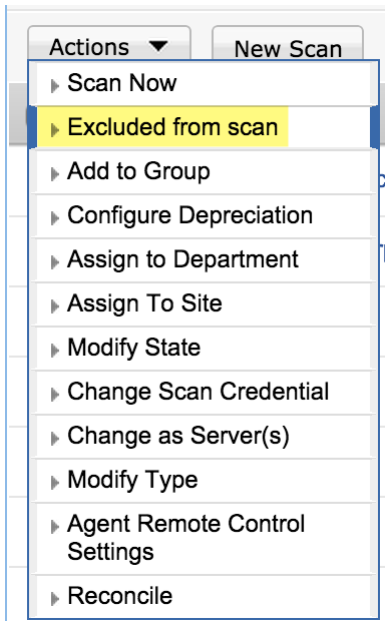 Actions New Scan
Scan Now
Excluded from scan
Add to Group
Configure Depreciation
Assign to Department
Assign To Site
Modify State
Change Scan Credential
Change as Server(s)
Modify Type
Agent Remote Control
Settings
Reconcile